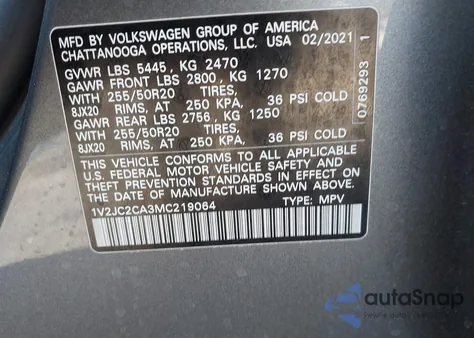 MFD BY VOLKSWAGEN GROUP OF AMERICA
CHATTANOOGA OPERATIONS, LLC. USA 02/2021
GVWR LBS 5445, KG 2470
GAWR FRONT LBS 2800, KG 1270
WITH 255/50R20 TIRES,
8JX20 RIMS, AT 250 KPA, 36 PSI COLD
GAWR REAR LBS 2756, KG 1250
WITH 255/50R20 TIRES,
8JX20 RIMS, AT 250 KPA, 36 PSI COLD
THIS VEHICLE CONFORMS TO ALL APPLICABLE
U.S. FEDERAL MOTOR VEHICLE SAFETY AND
THEFT PREVENTION STANDARDS IN EFFECT ON THE
DATE OF MANUFACTURE SHOWN ABOVE.
1V2JC2CA3MC219064 TYPE: MPV
0769293 1
autoSnap